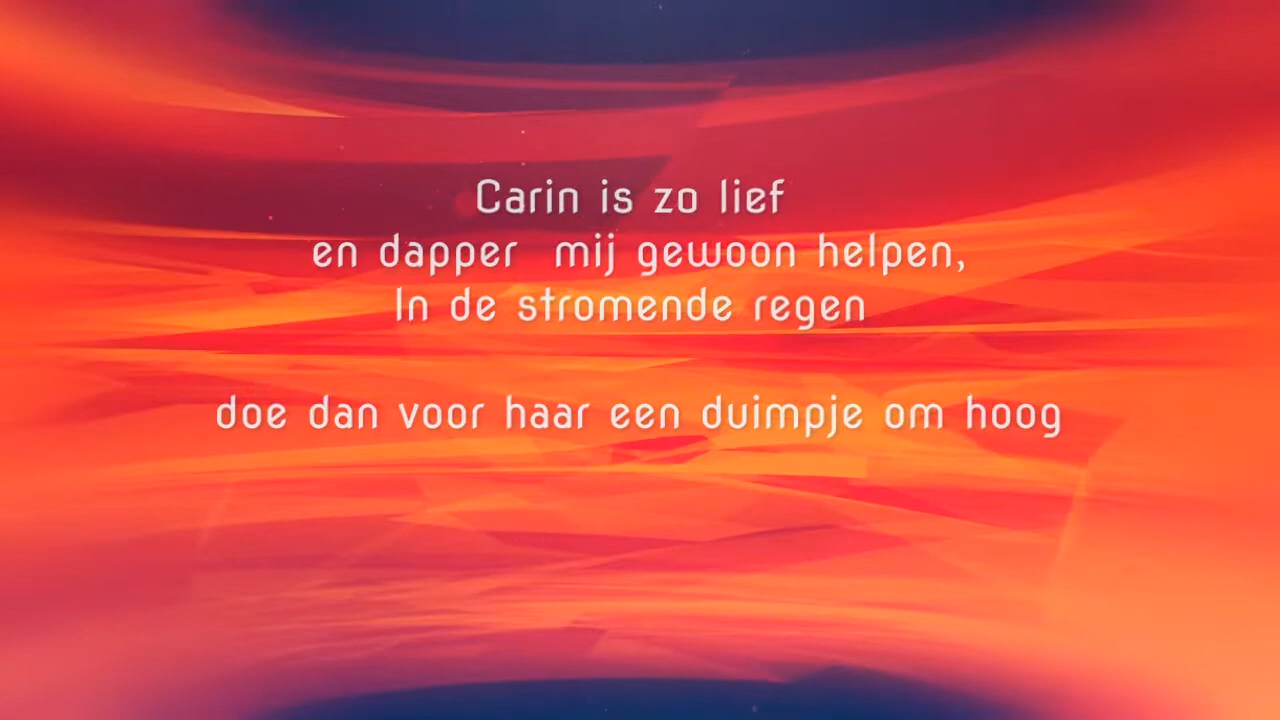 Carin is zo lief
en dapper  mij gewoon helpen,
In de stromende regen
doe dan voor haar een duimpje om hoog